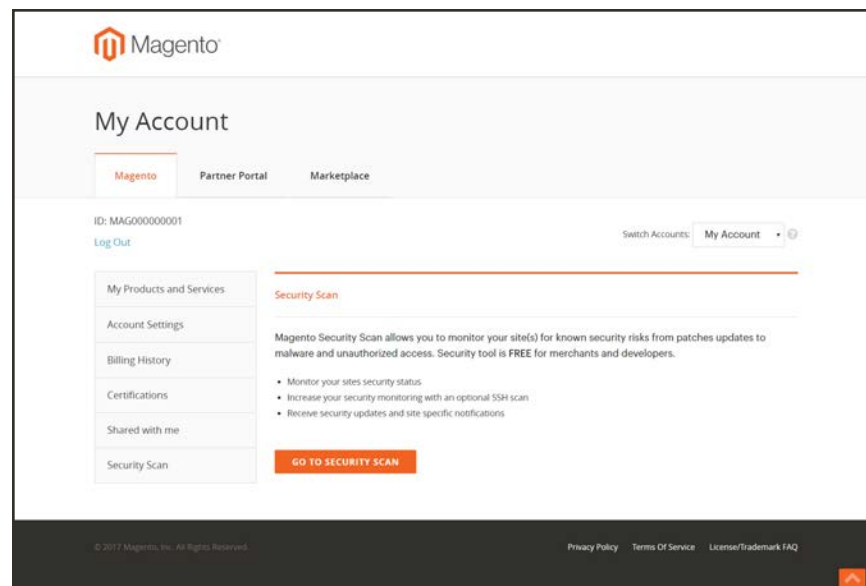 Magento
My Account
Magento Partner Portal Marketplace
ID: MAG000000001
Log Out
Switch Accounts: My Account
My Products and Services
Account Settings
Billing History
Certifications
Shared with me
Security Scan
Security Scan
Magento Security Scan allows you to monitor your site(s) for known security risks from patches updates to
malware and unauthorized access. Security tool is FREE for merchants and developers.
• Monitor your sites security status
• Increase your security monitoring with an optional SSH scan
• Receive security updates and site specific notifications
GO TO SECURITY SCAN
© 2017 Magento, Inc. All Rights Reserved.
Privacy Policy Terms Of Service License/Trademark FAQ